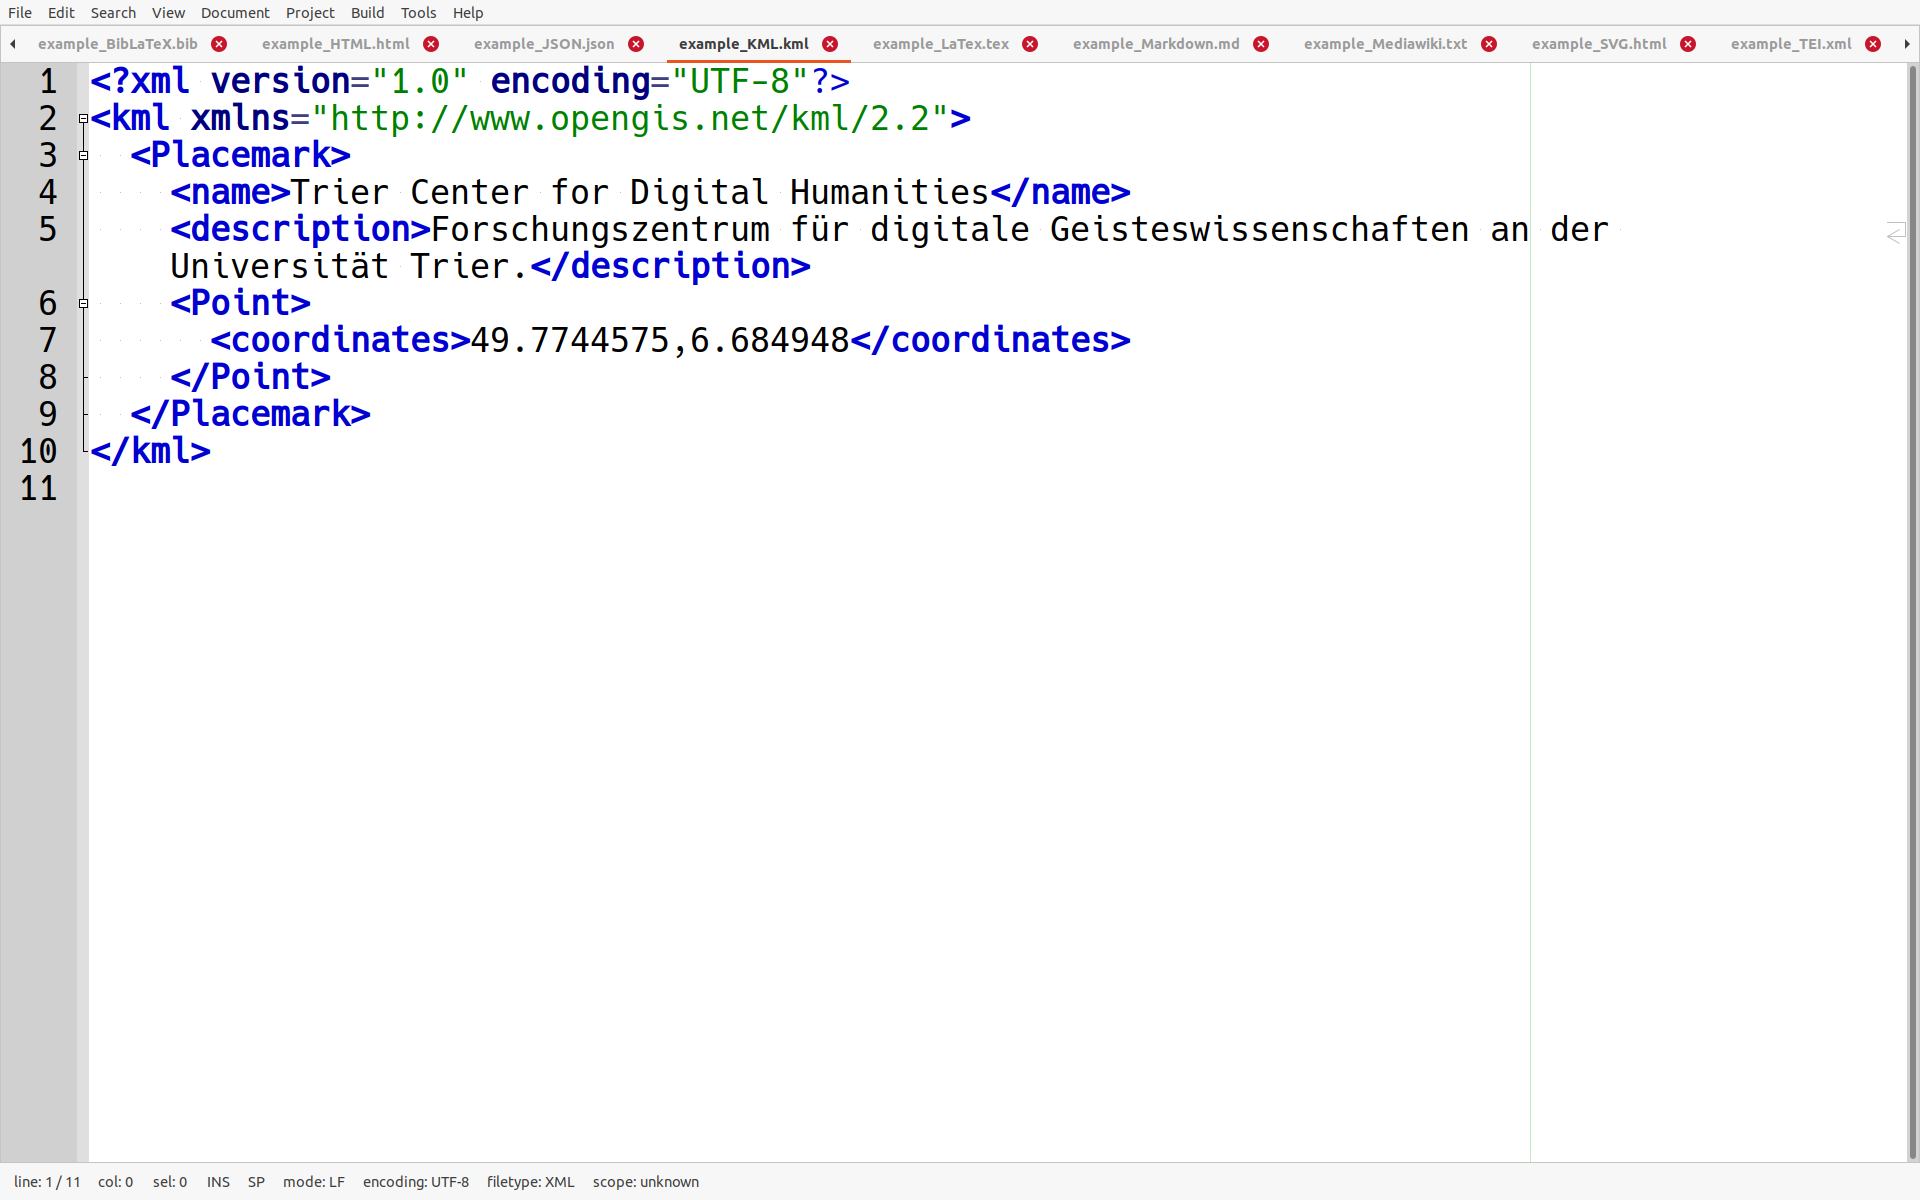 File Edit Search View Document Project Build Tools Help
example_BibLaTeX.bib example_HTML.html example_JSON.json example_KML.kml example_LaTex.tex example_Markdown.md example_Mediawiki.txt example_SVG.html example_TEI.xml
1 <?xml version="1.0" encoding="UTF-8"?>
2 <kml xmlns="http://www.opengis.net/kml/2.2">
3 <Placemark>
4 <name>Trier Center for Digital Humanities</name>
5 <description>Forschungszentrum für digitale Geisteswissenschaften an der
Universität Trier.</description>
6 <Point>
7 <coordinates>49.7744575,6.684948</coordinates>
8 </Point>
9 </Placemark>
10 </kml>
11
line: 1 / 11 col: 0 sel: 0 INS SP mode: LF encoding: UTF-8 filetype: XML scope: unknown